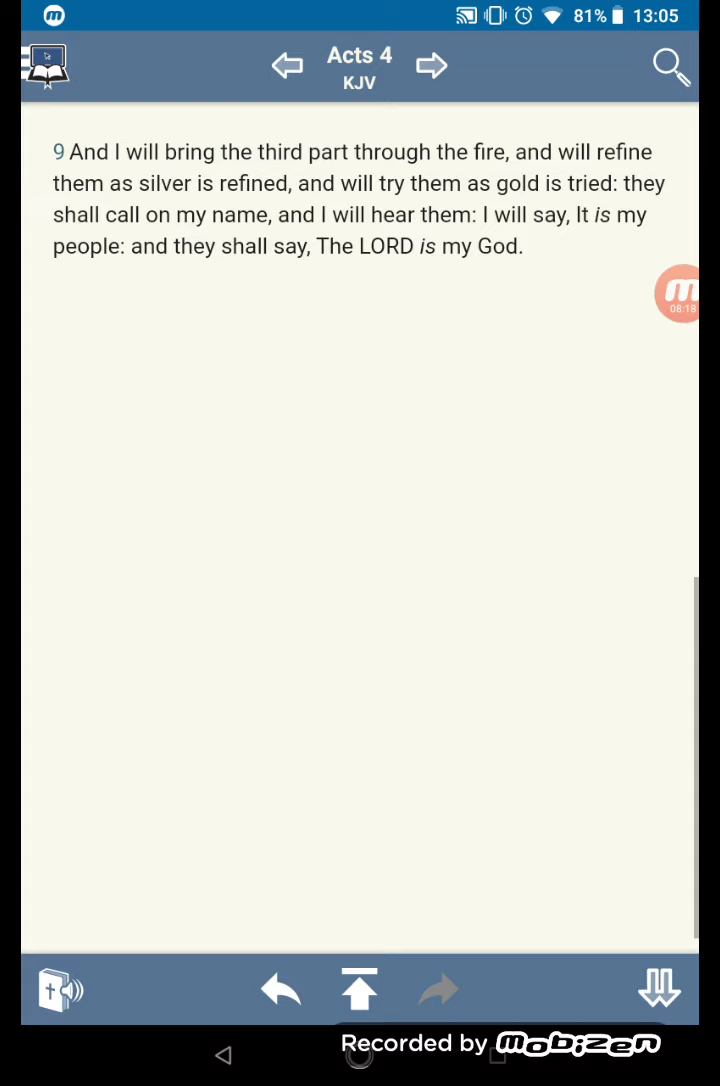 m 81% 13:05
Acts 4
KJV
9 And I will bring the third part through the fire, and will refine
them as silver is refined, and will try them as gold is tried: they
shall call on my name, and I will hear them: I will say, It is my
people: and they shall say, The LORD is my God.
m
08:18
Recorded by mobizen